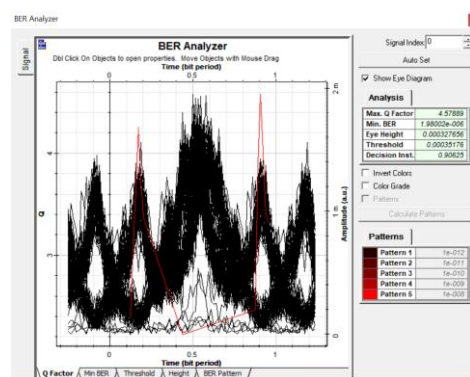 BER Analyzer
Signal
BER Analyzer
Dbl Click On Objects to open properties. Move Objects with Mouse Drag
Time (bit period)
0 0.5 1
2 m
4
Q
3
1 m
Amplitude (a.u.)
0
0 0.5 1
Time (bit period)
Q Factor Min BER Threshold Height BER Pattern
Signal Index: 0
Auto Set
Show Eye Diagram
Analysis
Max. Q Factor 4.57889
Min. BER 1.98002e-006
Eye Height 0.000327656
Threshold 0.00035176
Decision Inst. 0.90625
Invert Colors
Color Grade
Patterns
Calculate Patterns
Patterns
Pattern 1 1e-012
Pattern 2 1e-011
Pattern 3 1e-010
Pattern 4 1e-009
Pattern 5 1e-008